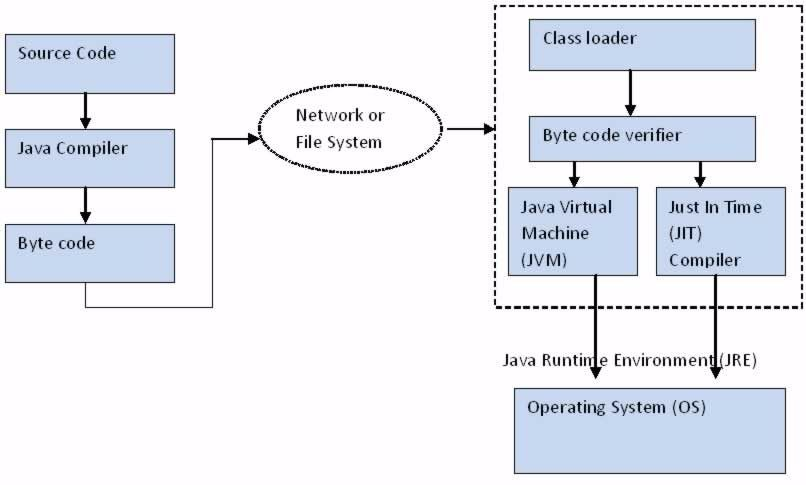 Source Code
Java Compiler
Byte code
Network or
File System
Class loader
Byte code verifier
Java Virtual
Machine
(JVM)
Just In Time
(JIT)
Compiler
Java Runtime Environment (JRE)
Operating System (OS)